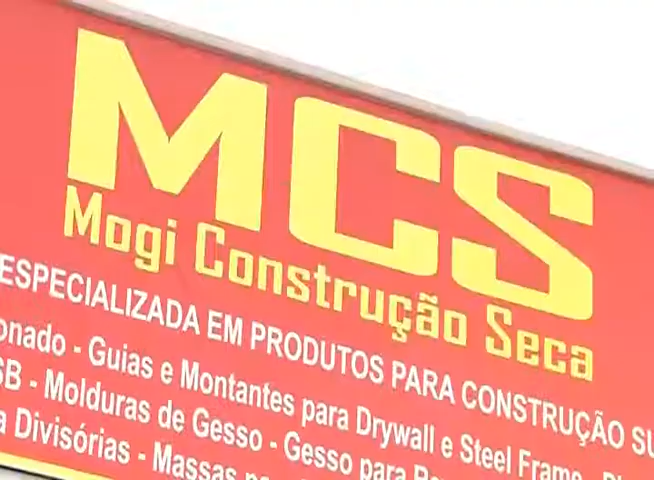 MCS
Mogi Construção Seca
ESPECIALIZADA EM PRODUTOS PARA CONSTRUÇÃO SU
onado - Guias e Montantes para Drywall e Steel Frame -
SB - Molduras de Gesso - Gesso para
a Divisórias - Massas